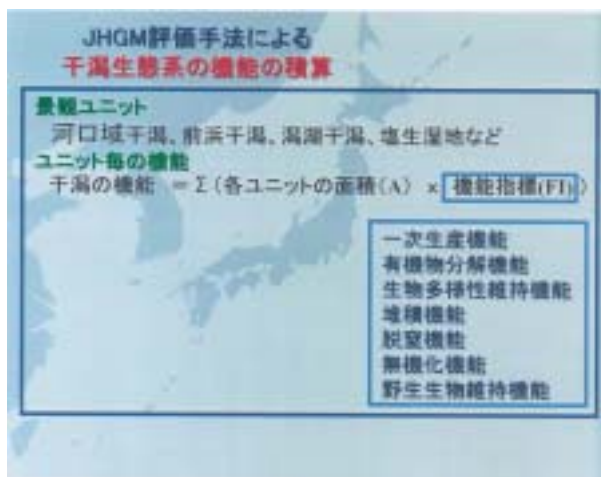 JHGM評価手法による
干潟生態系の機能の積算
景観ユニット
河口域干潟、前浜干潟、潟湖干潟、塩生湿地など
ユニット毎の機能
干潟の機能 =Σ(各ユニットの面積(A) × 機能指標(FI))
一次生産機能
有機物分解機能
生物多様性維持機能
堆積機能
脱窒機能
無機化機能
野生生物維持機能